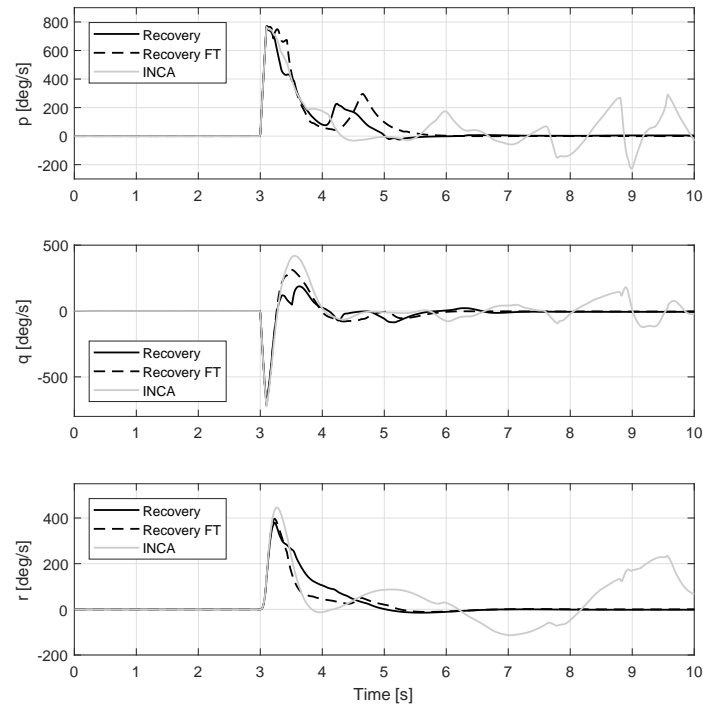 800
600
400
200
0
-200
p [deg/s]
Recovery
Recovery FT
INCA
0 1 2 3 4 5 6 7 8 9 10
500
0
-500
q [deg/s]
Recovery
Recovery FT
INCA
0 1 2 3 4 5 6 7 8 9 10
400
200
0
-200
r [deg/s]
Recovery
Recovery FT
INCA
0 1 2 3 4 5 6 7 8 9 10
Time [s]